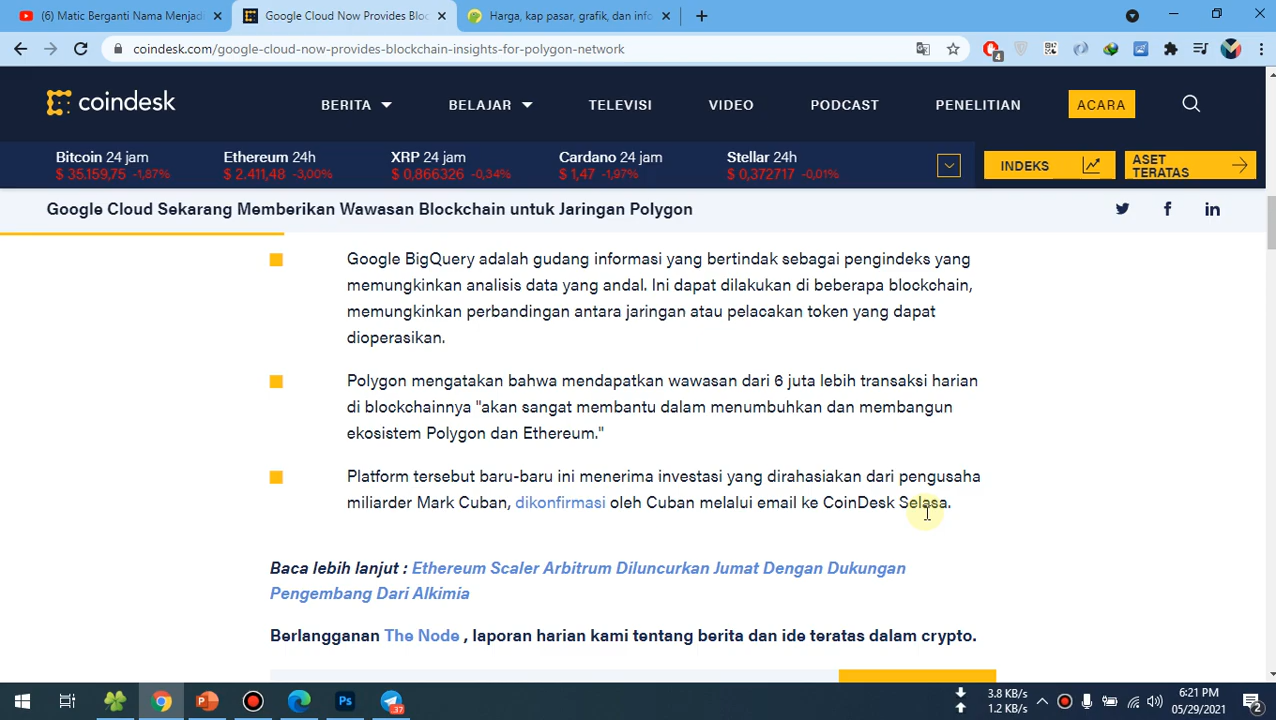 (6) Matic Berganti Nama Menjadi
Google Cloud Now Provides Bloc
Harga, kap pasar, grafik, dan info
coindesk.com/google-cloud-now-provides-blockchain-insights-for-polygon-network
4
coindesk
BERITA
BELAJAR
TELEVISI
VIDEO
PODCAST
PENELITIAN
ACARA
Bitcoin 24 jam
$ 35.159,75 -1,87%
Ethereum 24h
$ 2.411,48 -3,00%
XRP 24 jam
$ 0,866326 -0,34%
Cardano 24 jam
$ 1,47 -1,97%
Stellar 24h
$ 0,372717 -0,01%
INDEKS
ASET
TERATAS
Google Cloud Sekarang Memberikan Wawasan Blockchain untuk Jaringan Polygon
Google BigQuery adalah gudang informasi yang bertindak sebagai pengindeks yang
memungkinkan analisis data yang andal. Ini dapat dilakukan di beberapa blockchain,
memungkinkan perbandingan antara jaringan atau pelacakan token yang dapat
dioperasikan.
Polygon mengatakan bahwa mendapatkan wawasan dari 6 juta lebih transaksi harian
di blockchainnya "akan sangat membantu dalam menumbuhkan dan membangun
ekosistem Polygon dan Ethereum."
Platform tersebut baru-baru ini menerima investasi yang dirahasiakan dari pengusaha
miliarder Mark Cuban, dikonfirmasi oleh Cuban melalui email ke CoinDesk Selasa.
Baca lebih lanjut : Ethereum Scaler Arbitrum Diluncurkan Jumat Dengan Dukungan
Pengembang Dari Alkimia
Berlangganan The Node , laporan harian kami tentang berita dan ide teratas dalam crypto.
37
3.8 KB/s
1.2 KB/s
6:21 PM
05/29/2021
2